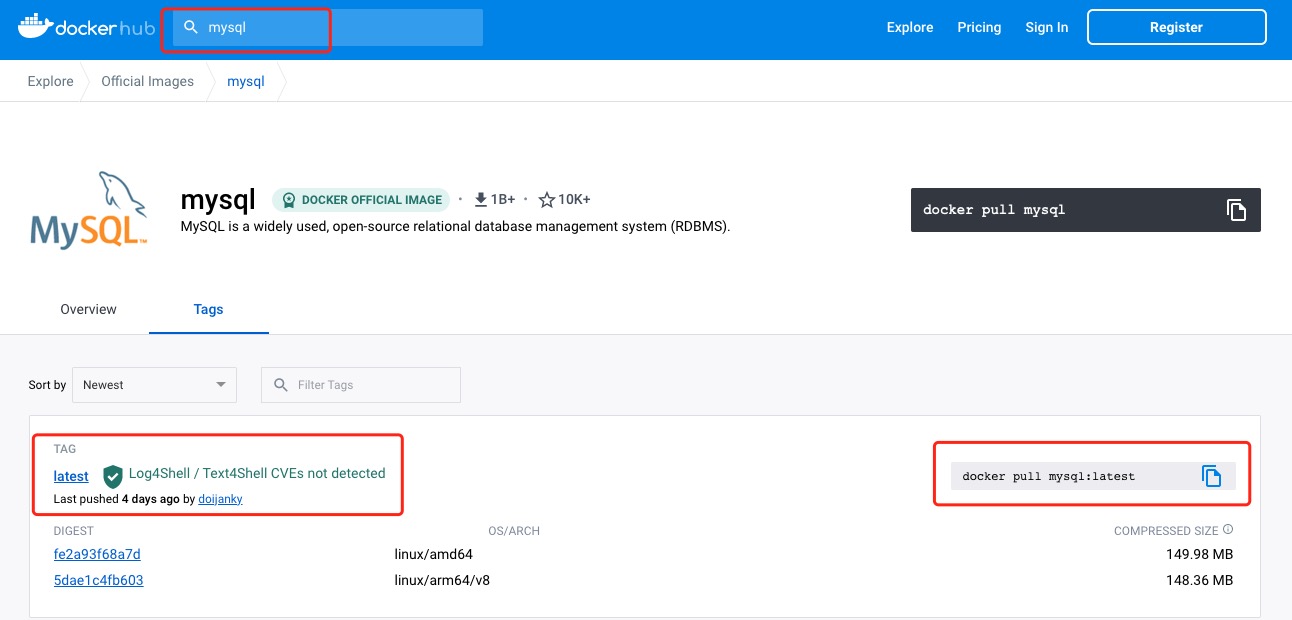 docker hub
mysql
Explore
Pricing
Sign In
Register
Explore
Official Images
mysql
MySQL™
mysql
DOCKER OFFICIAL IMAGE
· 1B+ · 10K+
MySQL is a widely used, open-source relational database management system (RDBMS).
docker pull mysql
Overview
Tags
Sort by
Newest
Filter Tags
TAG
latest
Log4Shell / Text4Shell CVEs not detected
Last pushed 4 days ago by doijanky
docker pull mysql:latest
DIGEST
OS/ARCH
COMPRESSED SIZE
fe2a93f68a7d
linux/amd64
149.98 MB
5dae1c4fb603
linux/arm64/v8
148.36 MB